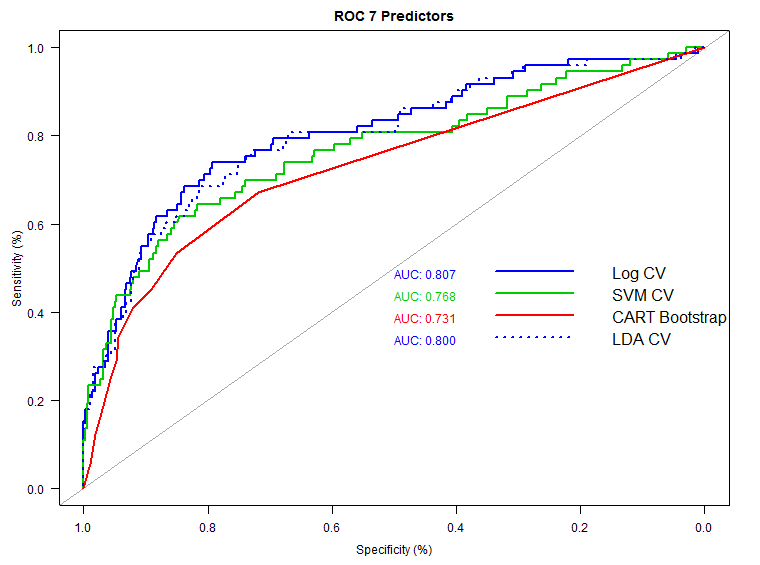 ROC 7 Predictors
Sensitivity (%)
1.0
0.8
0.6
0.4
0.2
0.0
AUC: 0.807 Log CV
AUC: 0.768 SVM CV
AUC: 0.731 CART Bootstrap
AUC: 0.800 LDA CV
1.0 0.8 0.6 0.4 0.2 0.0
Specificity (%)